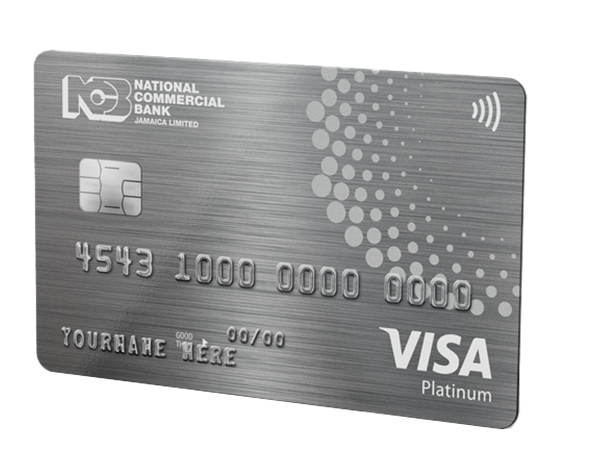 NCB
NATIONAL
COMMERCIAL
BANK
JAMAICA LIMITED
4543 1000 0000 0000
GOOD
THRU
00/00
YOURNAME HERE
VISA
Platinum